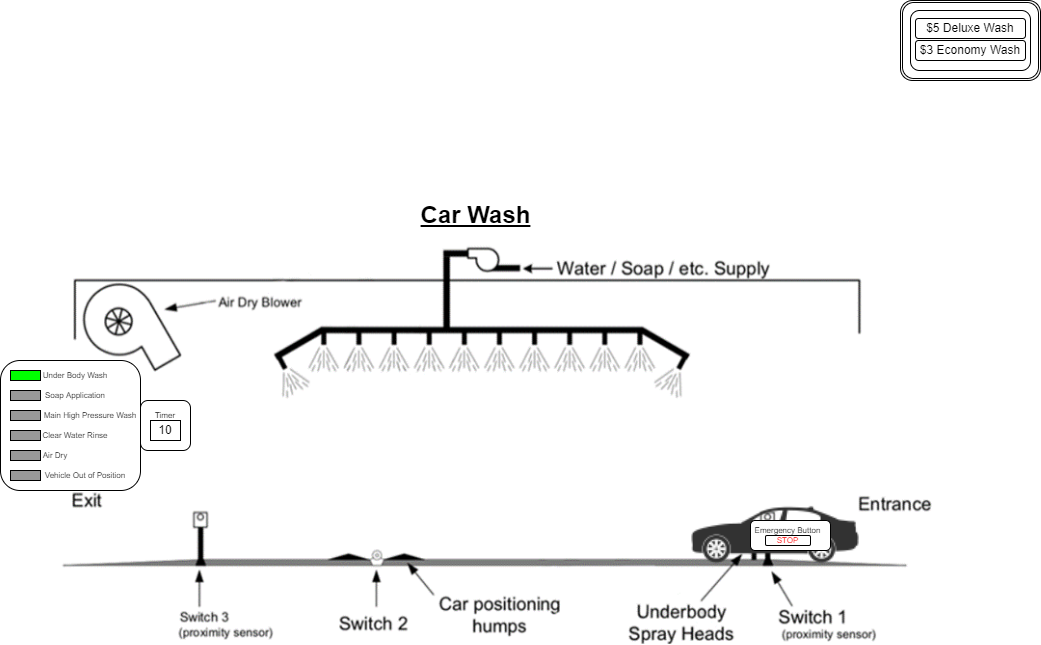 $5 Deluxe Wash
$3 Economy Wash
Car Wash
Water / Soap / etc. Supply
Air Dry Blower
Under Body Wash
Soap Application
Main High Pressure Wash
Clear Water Rinse
Air Dry
Vehicle Out of Position
Timer
10
Exit
Entrance
Emergency Button
STOP
Switch 3
(proximity sensor)
Switch 2
Car positioning
humps
Underbody
Spray Heads
Switch 1
(proximity sensor)